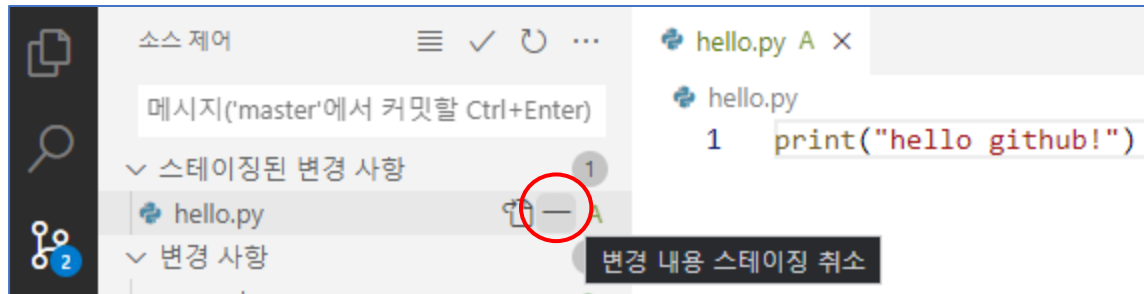 소스 제어
메시지('master'에서 커밋할 Ctrl+Enter)
스테이징된 변경 사항 1
hello.py A
변경 사항
2
변경 내용 스테이징 취소
hello.py A
hello.py
1 print("hello github!")